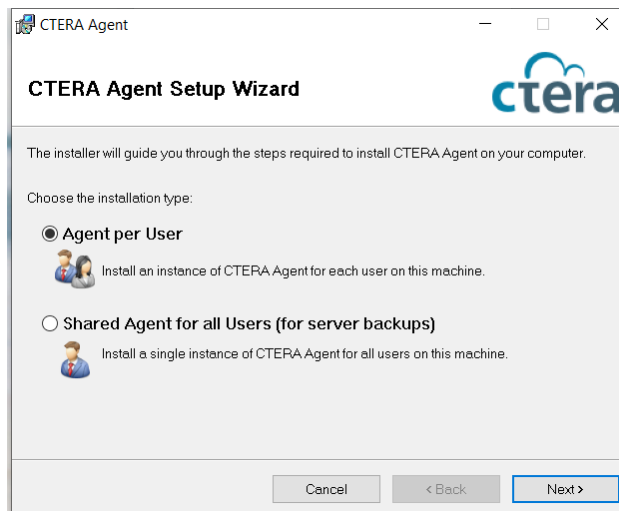 CTERA Agent
CTERA Agent Setup Wizard
ctera
The installer will guide you through the steps required to install CTERA Agent on your computer.
Choose the installation type:
Agent per User
Install an instance of CTERA Agent for each user on this machine.
Shared Agent for all Users (for server backups)
Install a single instance of CTERA Agent for all users on this machine.
Cancel
< Back
Next >